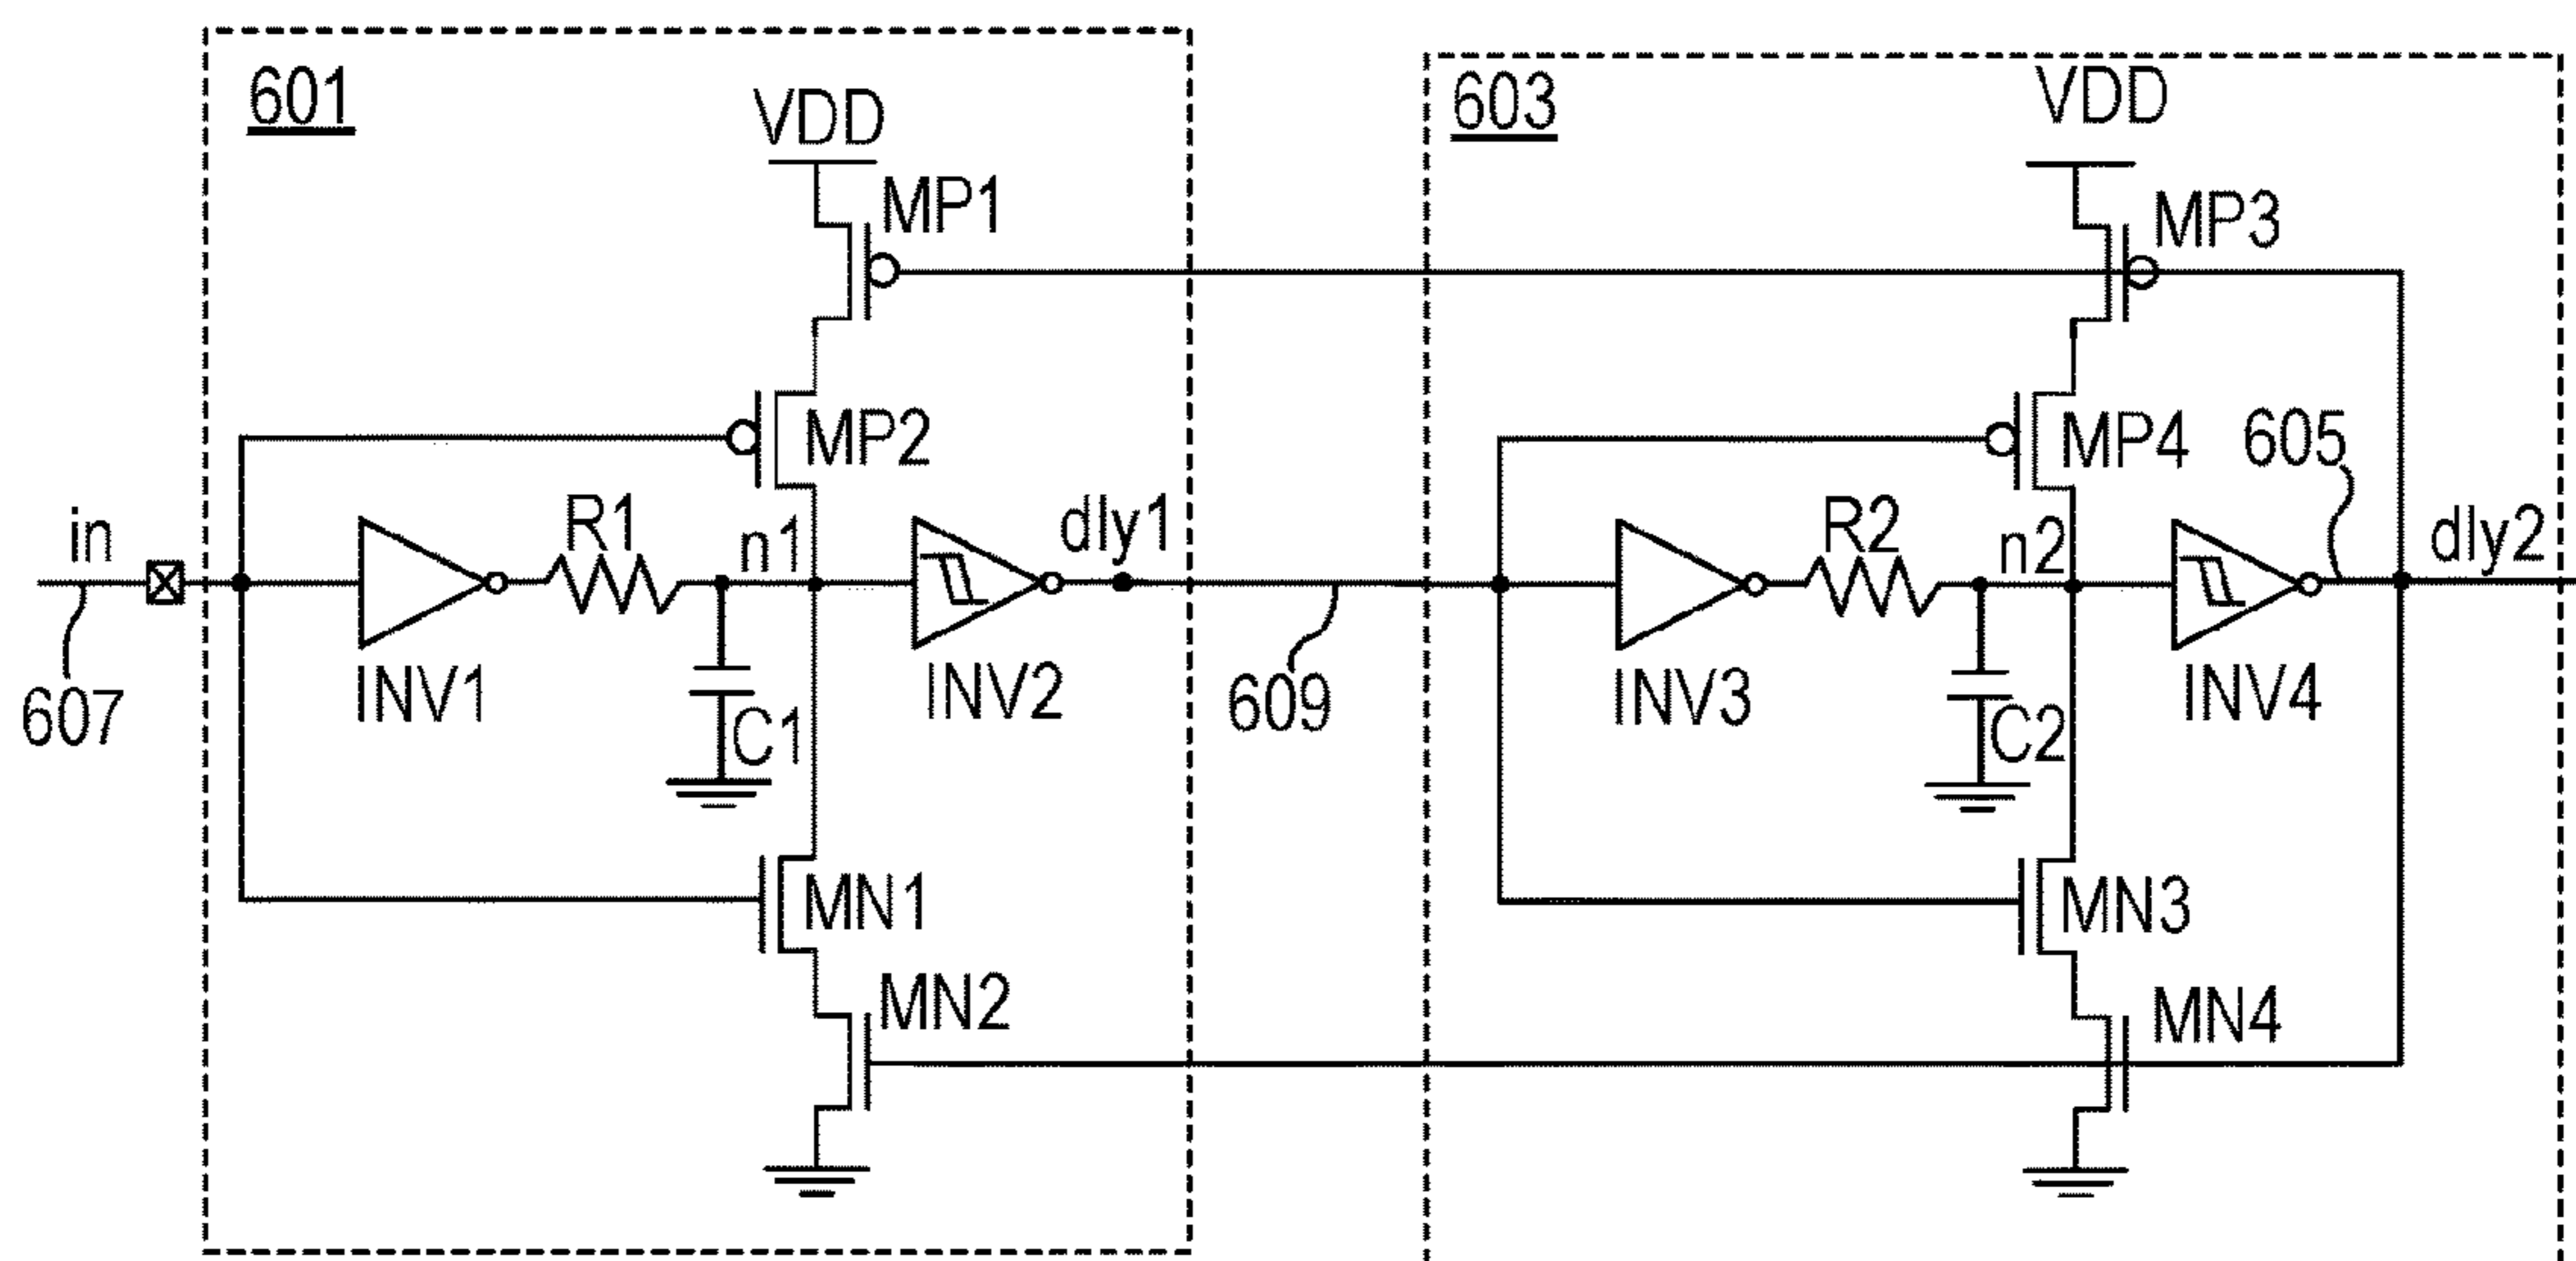 601
603
VDD
VDD
MP1
MP3
MP2
MP4
605
in
R1
n1
dly1
R2
n2
dly2
607
INV1
C1
INV2
609
INV3
C2
INV4
MN1
MN3
MN2
MN4